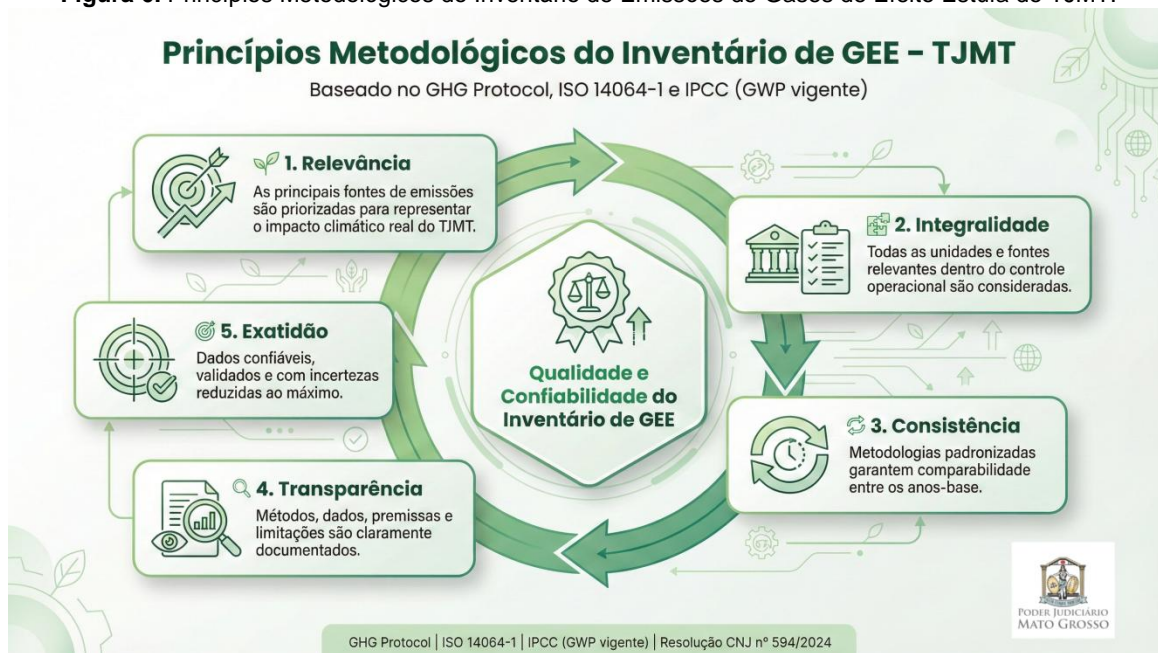 Princípios Metodológicos do Inventário de GEE – TJMT
Baseado no GHG Protocol, ISO 14064-1 e IPCC (GWP vigente)
1. Relevância
As principais fontes de emissões
são priorizadas para representar
o impacto climático real do TJMT.
2. Integralidade
Todas as unidades e fontes
relevantes dentro do controle
operacional são consideradas.
3. Consistência
Metodologias padronizadas
garantem comparabilidade
entre os anos-base.
4. Transparência
Métodos, dados, premissas e
limitações são claramente
documentados.
5. Exatidão
Dados confiáveis,
validados e com incertezas
reduzidas ao máximo.
Qualidade e
Confiabilidade do
Inventário de GEE
PODER JUDICIÁRIO
MATO GROSSO
GHG Protocol | ISO 14064-1 | IPCC (GWP vigente) | Resolução CNJ nº 594/2024